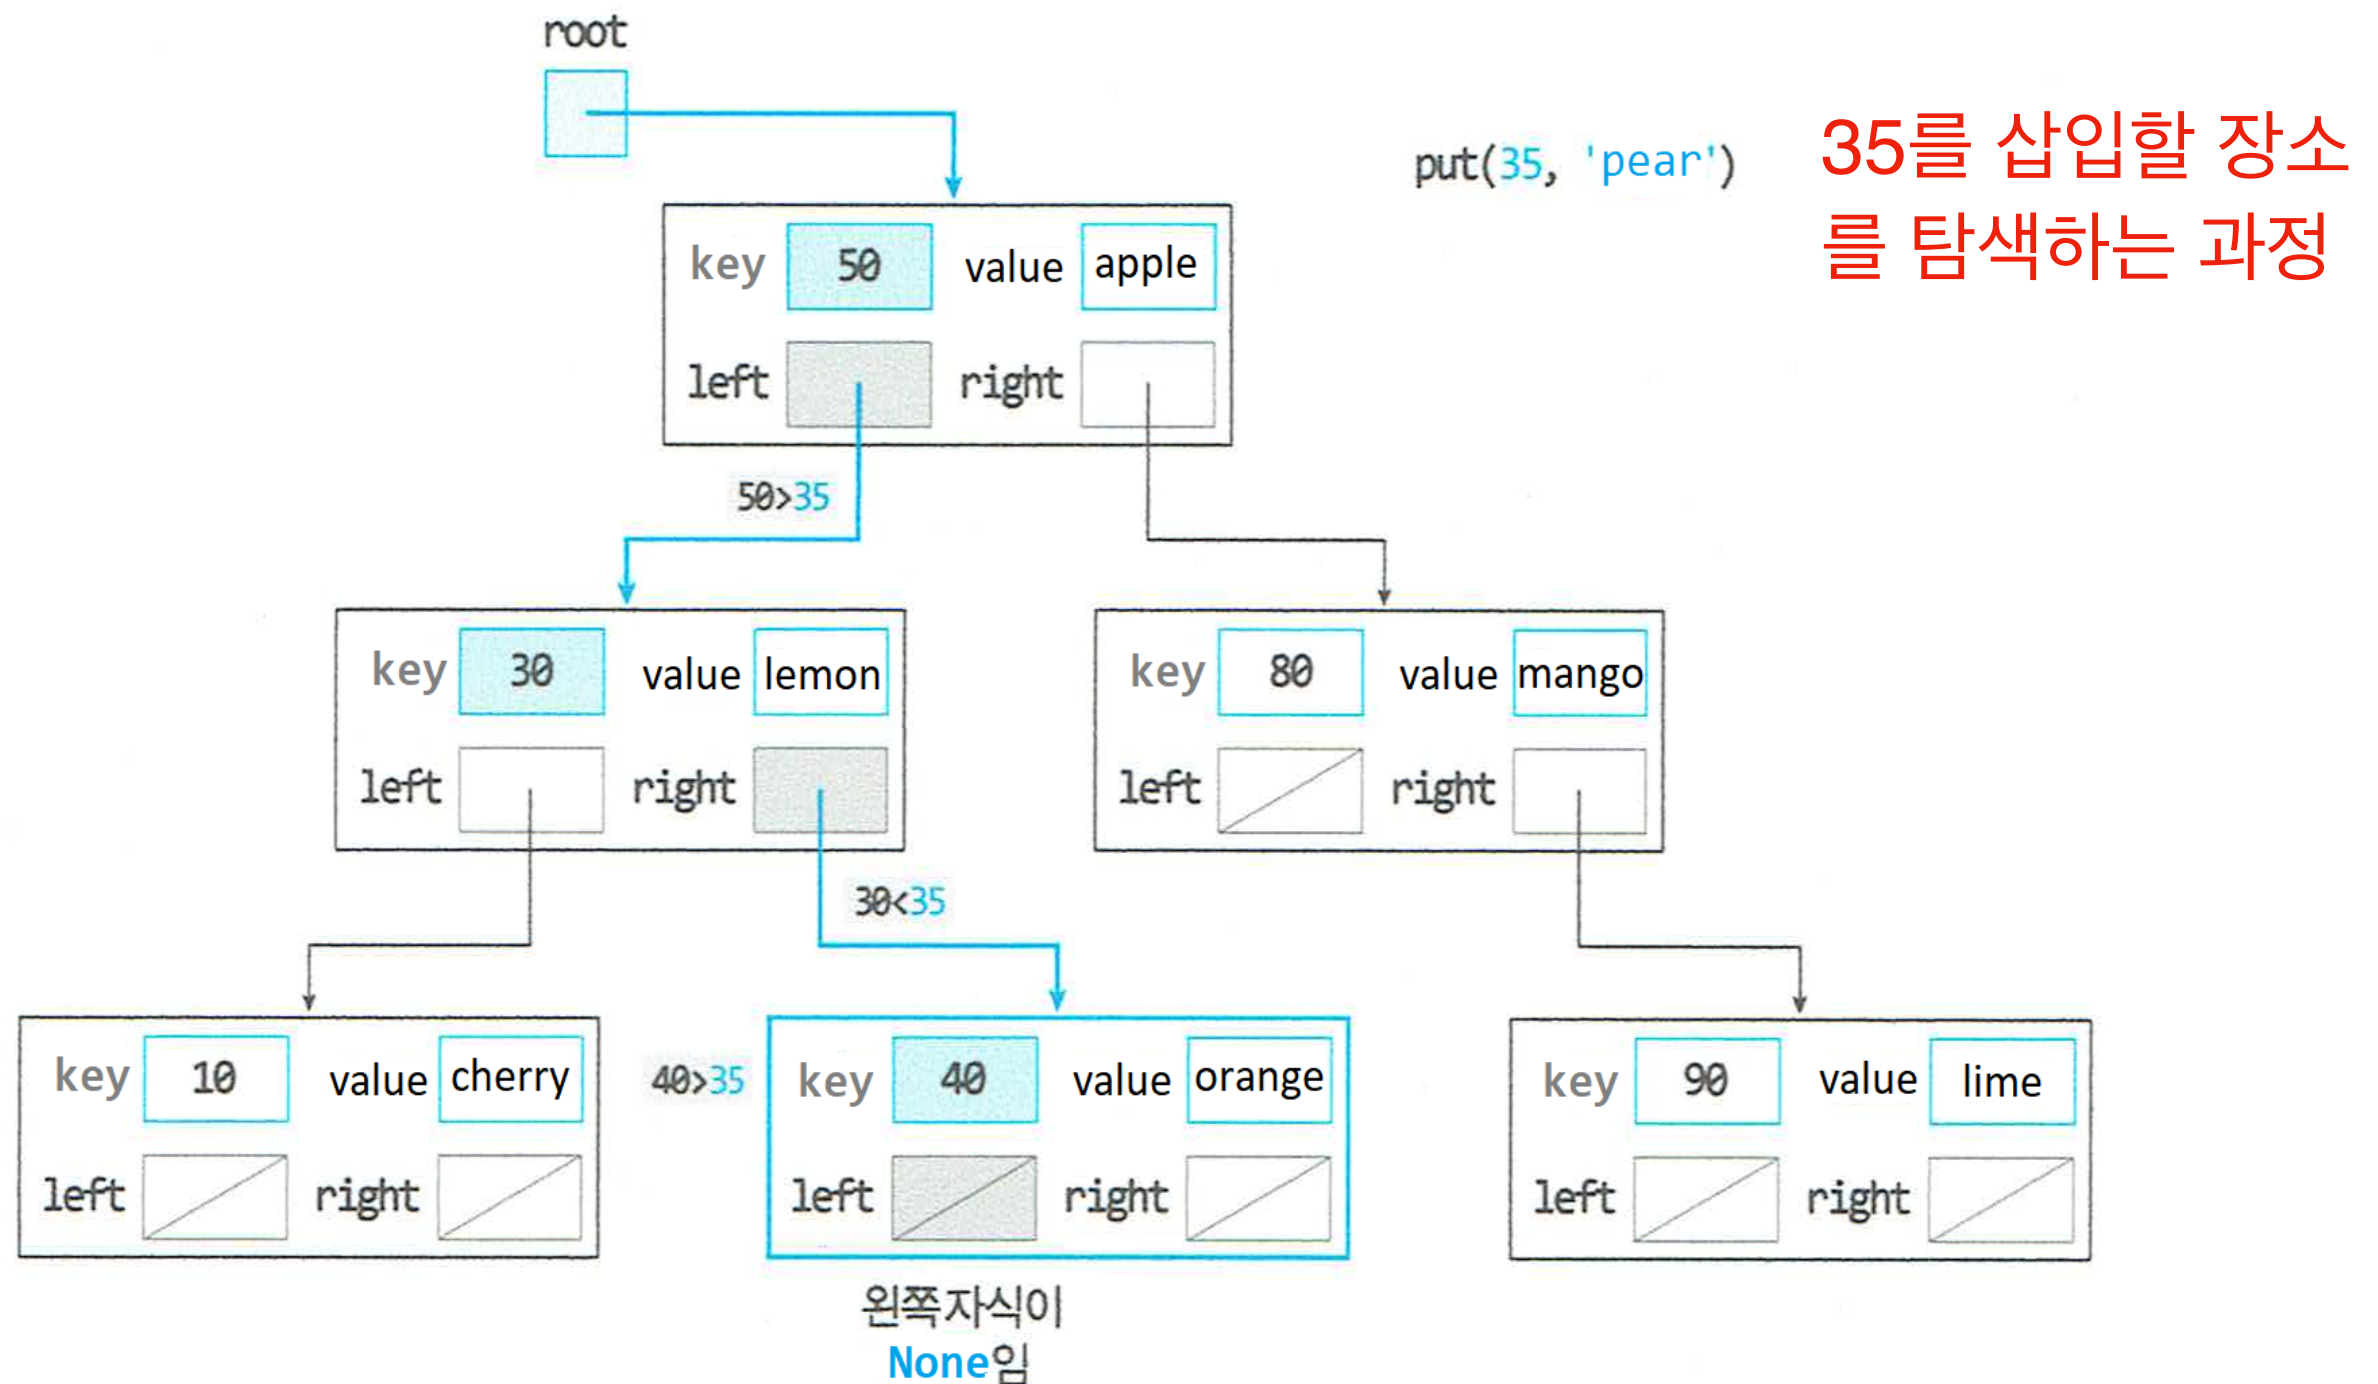 root
put(35, 'pear')
35를 삽입할 장소
를 탐색하는 과정
key 50 value apple
left right
50>35
key 30 value lemon
left right
key 80 value mango
left right
30<35
key 10 value cherry
left right
40>35
key 40 value orange
left right
key 90 value lime
left right
왼쪽자식이
None임